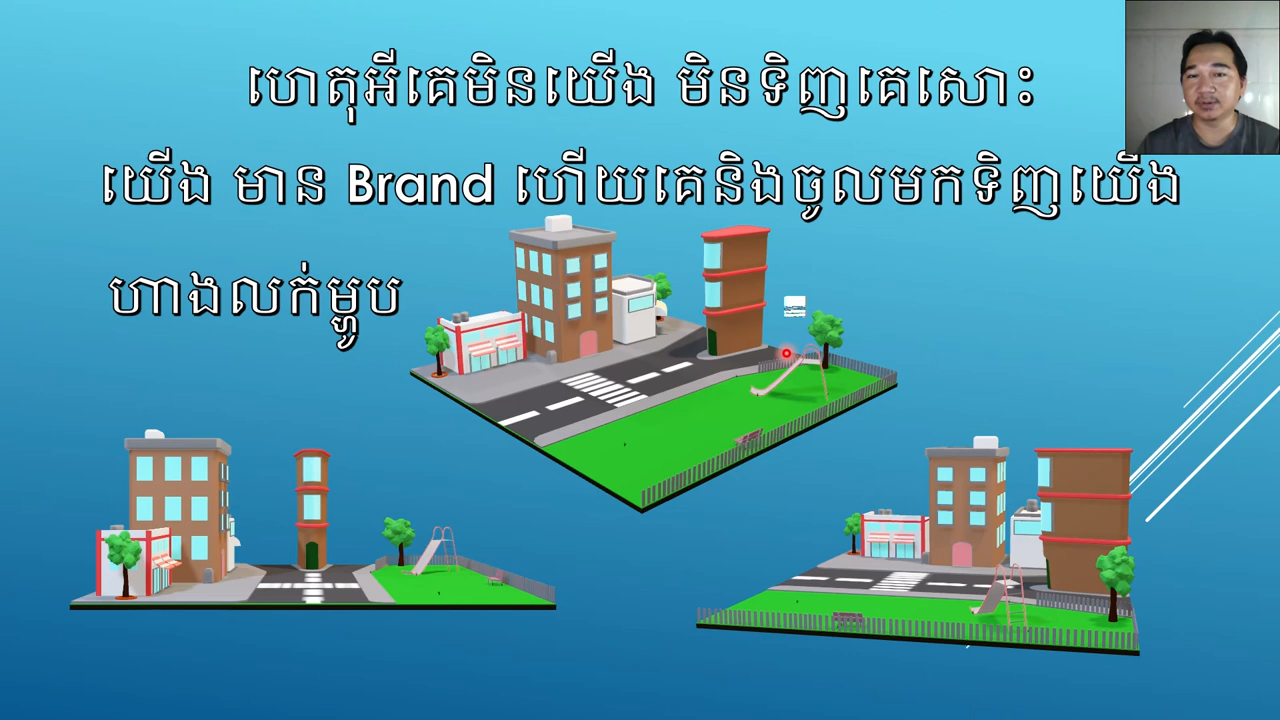 ហេតុអីគេមិនយើង មិនទិញគេសោះ
យើង មាន Brand ហើយគេនិងចូលមកទិញយើង
ហាងលក់ម្ហូប